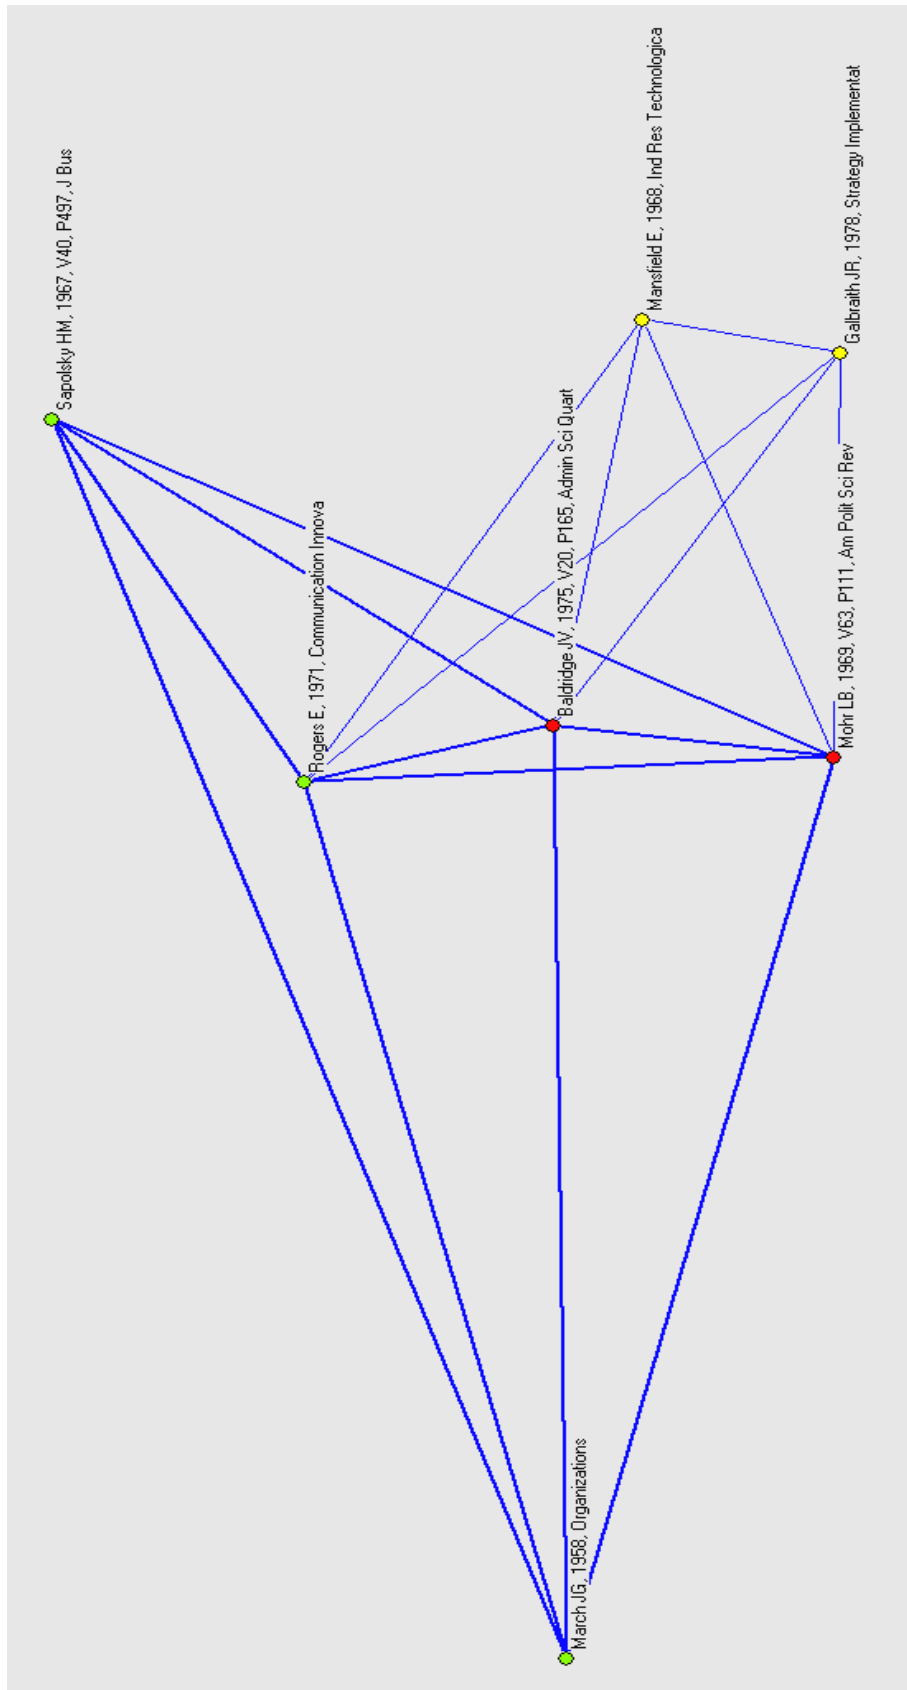 Sapolsky HM, 1967, V40, P497, J Bus
Rogers E, 1971, Communication Innova
March JG, 1958, Organizations
Baldridge JV, 1975, V20, P165, Admin Sci Quart
Mansfield E, 1968, Ind Res Technologica
Mohr LB, 1969, V63, P111, Am Polit Sci Rev
Galbraith JR, 1978, Strategy Implementat